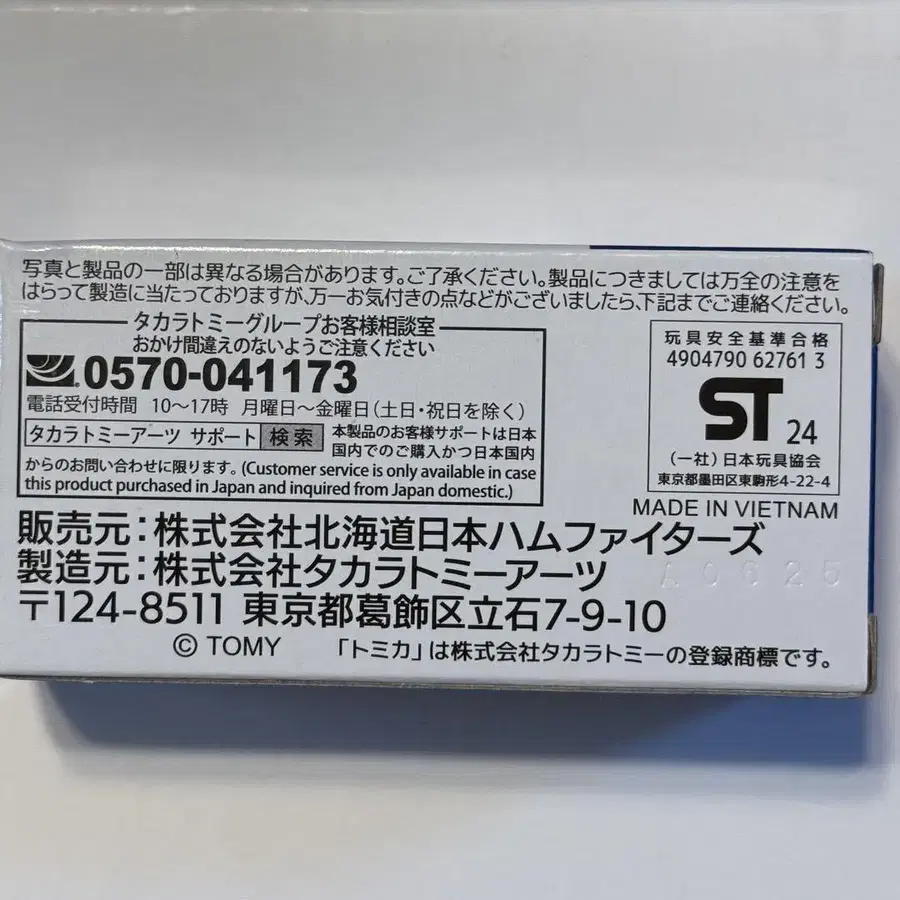 写真と製品の一部は異なる場合があります。ご了承ください。製品につきましては万全の注意を
はらって製造に当たっておりますが、万一お気付きの点などがございましたら、下記までご連絡ください。
タカラトミーグループお客様相談室
おかけ間違えのないようご注意ください
0570-041173
電話受付時間 10〜17時 月曜日〜金曜日(土日・祝日を除く)
タカラトミーアーツ サポート 検索 本製品のお客様サポートは日本
国内でのご購入かつ日本国内
からのお問い合わせに限ります。(Customer service is only available in case
this product purchased in Japan and inquired from Japan domestic.)
玩具安全基準合格
4904790 62761 3
ST 24
(一社)日本玩具協会
東京都墨田区東駒形4-22-4
MADE IN VIETNAM
販売元:株式会社北海道日本ハムファイターズ
製造元:株式会社タカラトミーアーツ
A0625
〒124-8511 東京都葛飾区立石7-9-10
© TOMY 「トミカ」は株式会社タカラトミーの登録商標です。